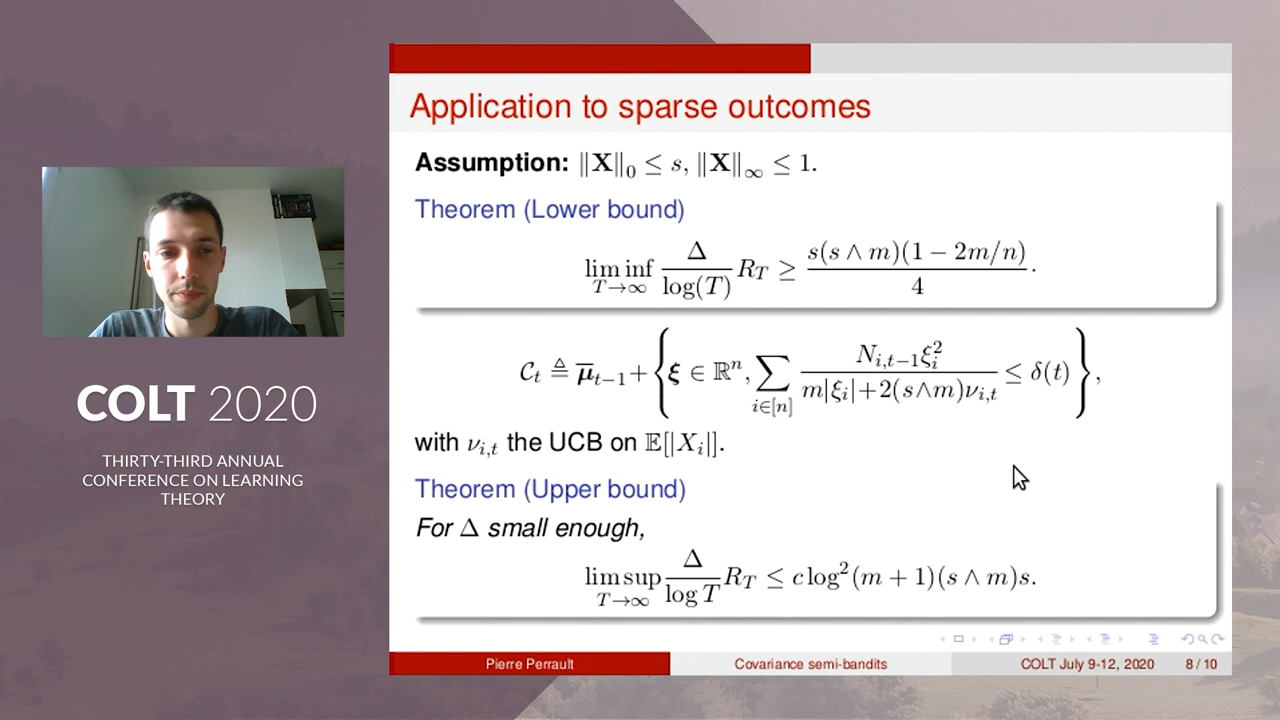 Application to sparse outcomes
Assumption: ‖X‖₀ ≤ s, ‖X‖∞ ≤ 1.
Theorem (Lower bound)
lim inf_{T→∞} Δ/log(T) R_T ≥ s(s ∧ m)(1 − 2m/n)/4.
𝒞_t ≜ μ̄_{t−1} + {ξ ∈ ℝⁿ, ∑_{i∈[n]} N_{i,t−1}ξ_i²/(m|ξ_i|+2(s∧m)ν_{i,t}) ≤ δ(t)},
with ν_{i,t} the UCB on 𝔼[|X_i|].
Theorem (Upper bound)
For Δ small enough,
lim sup_{T→∞} Δ/log T R_T ≤ c log²(m + 1)(s ∧ m)s.
Pierre Perrault Covariance semi-bandits COLT July 9-12, 2020 8 / 10
COLT 2020
THIRTY-THIRD ANNUAL
CONFERENCE ON LEARNING
THEORY